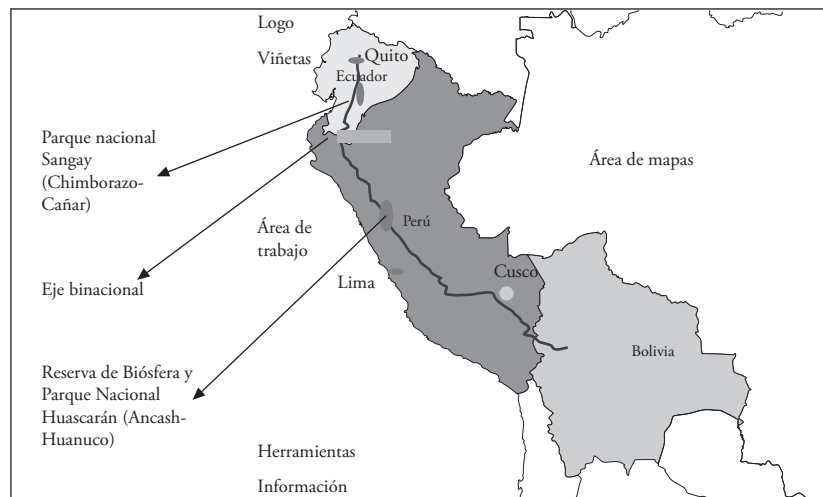 Logo
Viñetas
Quito
Ecuador
Parque nacional
Sangay
(Chimborazo-
Cañar)
Área de mapas
Área de
trabajo
Perú
Lima
Cusco
Eje binacional
Bolivia
Reserva de Biósfera y
Parque Nacional
Huascarán (Ancash-
Huanuco)
Herramientas
Información